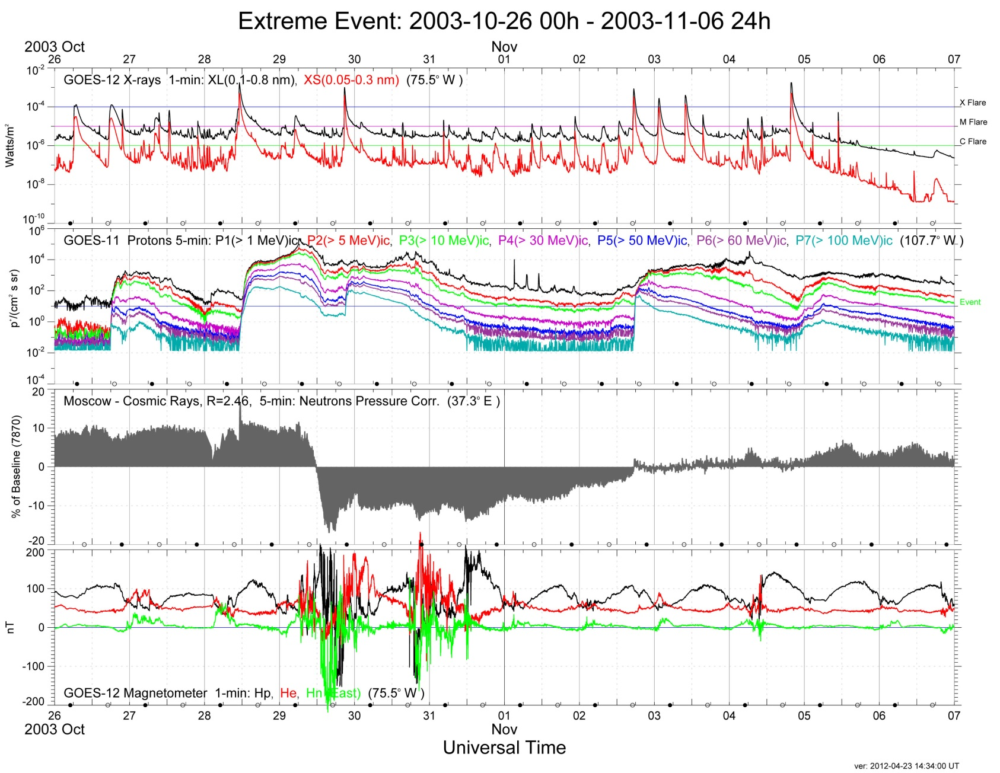 Extreme Event: 2003-10-26 00h - 2003-11-06 24h
2003 Oct Nov
26 27 28 29 30 31 01 02 03 04 05 06 07
GOES-12 X-rays 1-min: XL(0.1-0.8 nm), XS(0.05-0.3 nm) (75.5° W )
Watts/m²
10⁻²
10⁻⁴
10⁻⁶
10⁻⁸
10⁻¹⁰
X Flare
M Flare
C Flare
GOES-11 Protons 5-min: P1(> 1 MeV)ic, P2(> 5 MeV)ic, P3(> 10 MeV)ic, P4(> 30 MeV)ic, P5(> 50 MeV)ic, P6(> 60 MeV)ic, P7(> 100 MeV)ic (107.7° W )
p⁺/(cm² s sr)
10⁶
10⁴
10²
10⁰
10⁻²
10⁻⁴
Event
Moscow - Cosmic Rays, R=2.46, 5-min: Neutrons Pressure Corr. (37.3° E )
% of Baseline (7870)
20
10
0
-10
-20
nT
200
100
0
-100
-200
GOES-12 Magnetometer 1-min: Hp, He, Hn (East) (75.5° W )
26 27 28 29 30 31 01 02 03 04 05 06 07
2003 Oct Nov
Universal Time
ver: 2012-04-23 14:34:00 UT